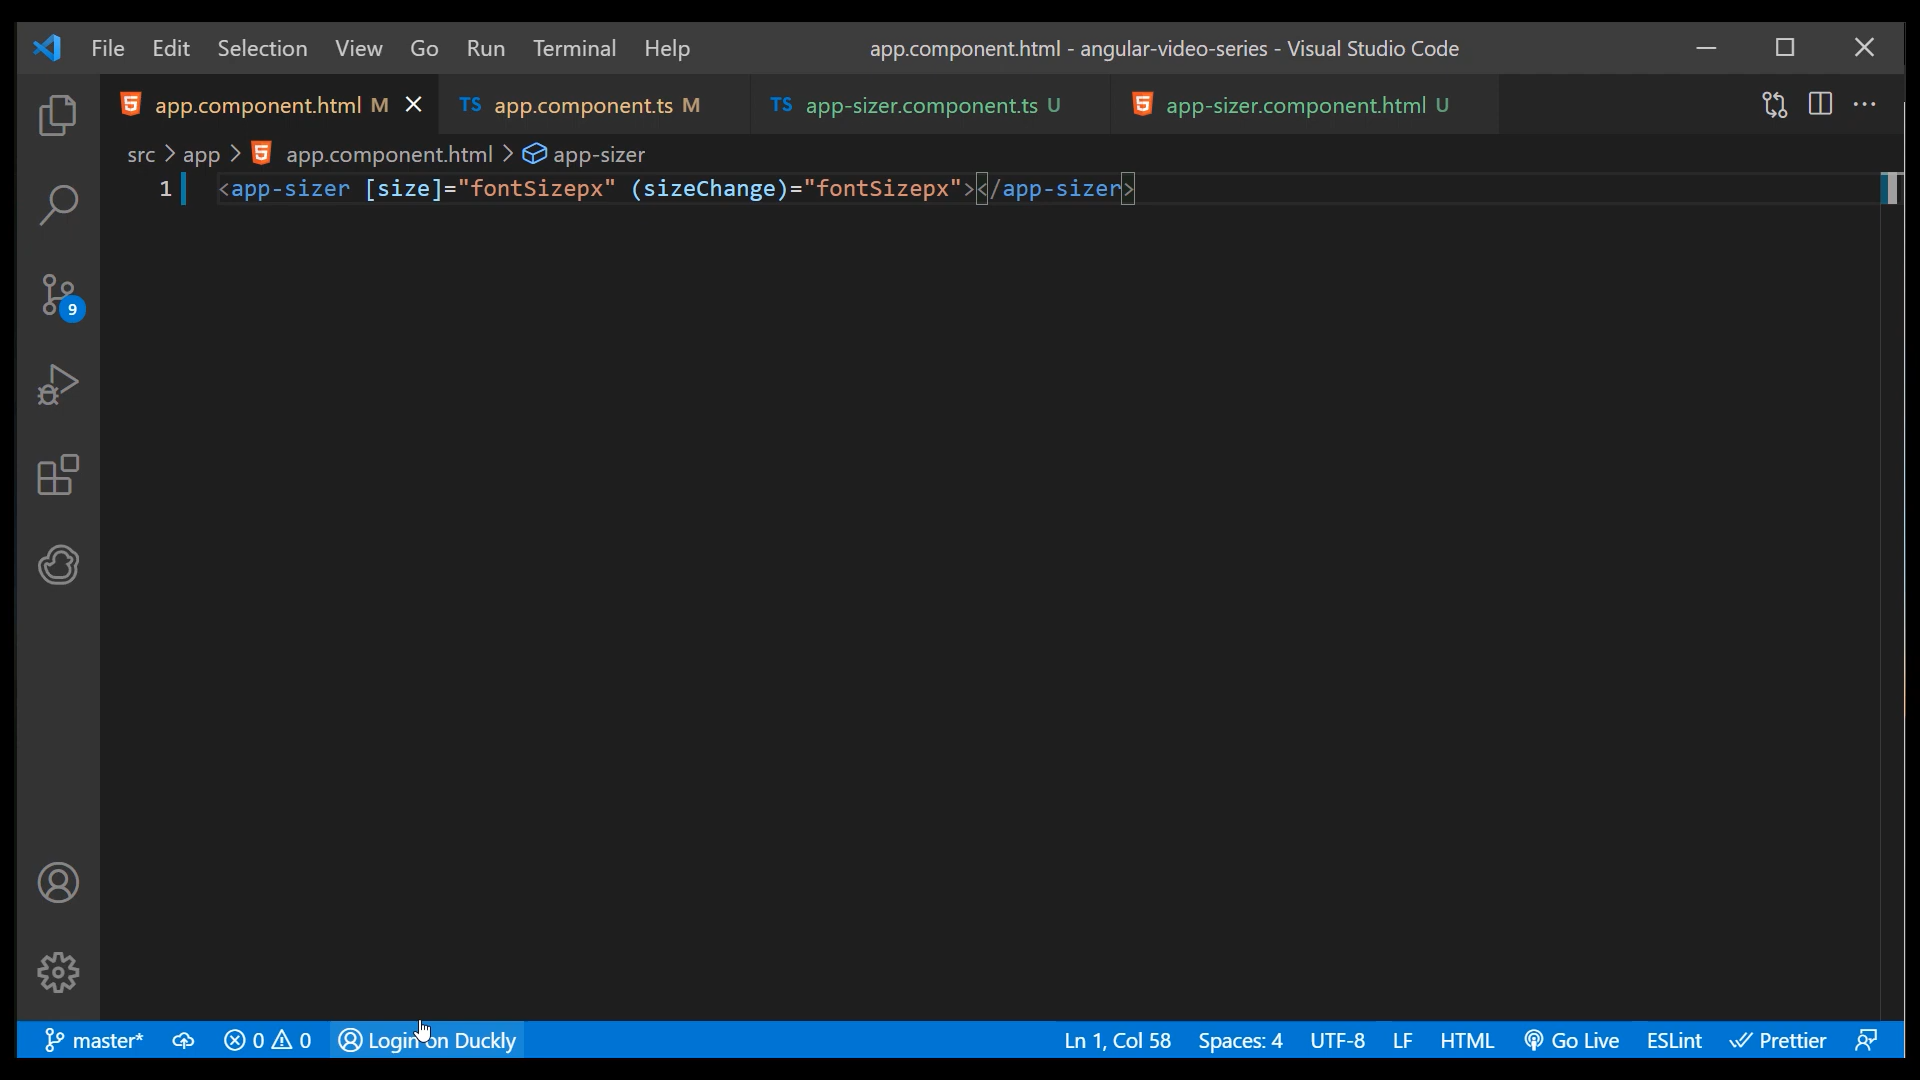 File Edit Selection View Go Run Terminal Help app.component.html - angular-video-series - Visual Studio Code
app.component.html M TS app.component.ts M TS app-sizer.component.ts U app-sizer.component.html U
src > app > app.component.html > app-sizer
1 <app-sizer [size]="fontSizepx" (sizeChange)="fontSizepx"></app-sizer>
9
master* 0 0 Login on Duckly Ln 1, Col 58 Spaces: 4 UTF-8 LF HTML Go Live ESLint Prettier